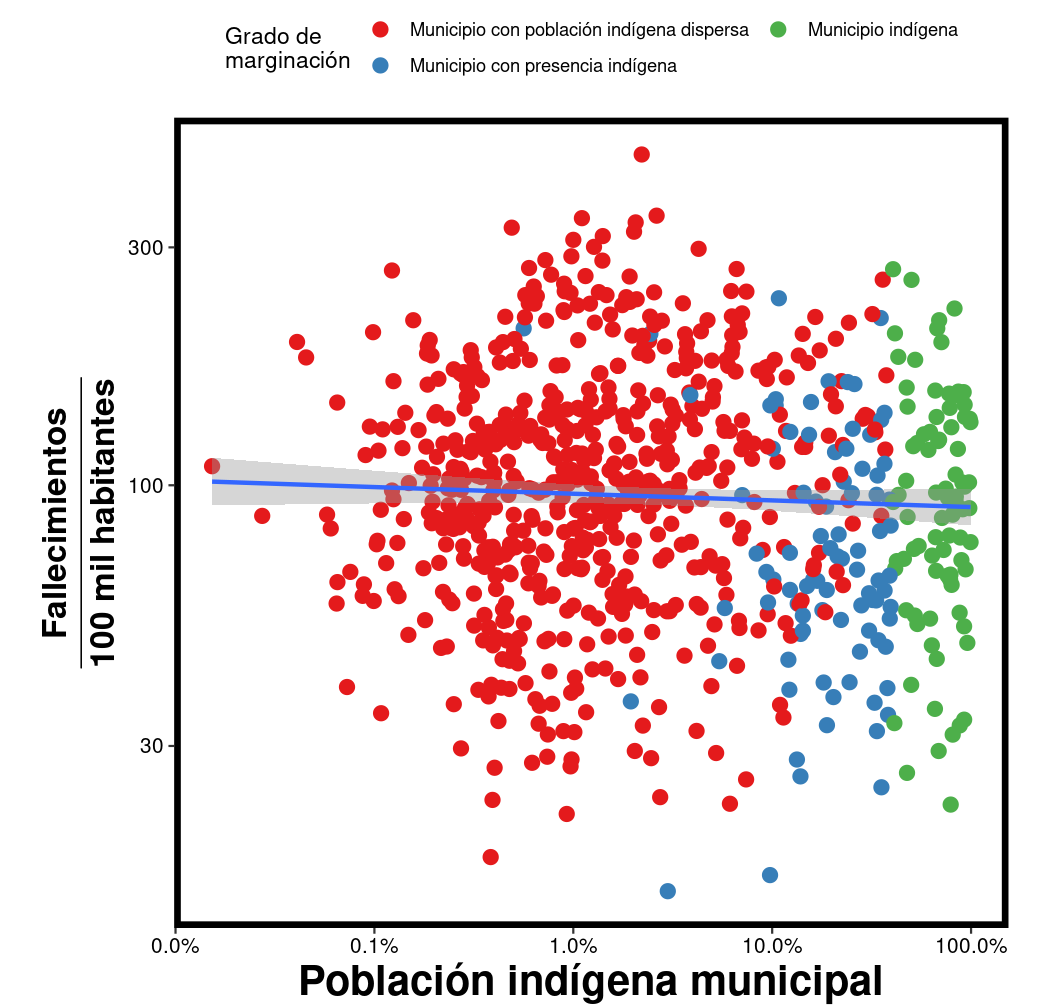 Grado de
marginación
Municipio con población indígena dispersa
Municipio indígena
Municipio con presencia indígena
Fallecimientos
100 mil habitantes
300
100
30
0.0%
0.1%
1.0%
10.0%
100.0%
Población indígena municipal